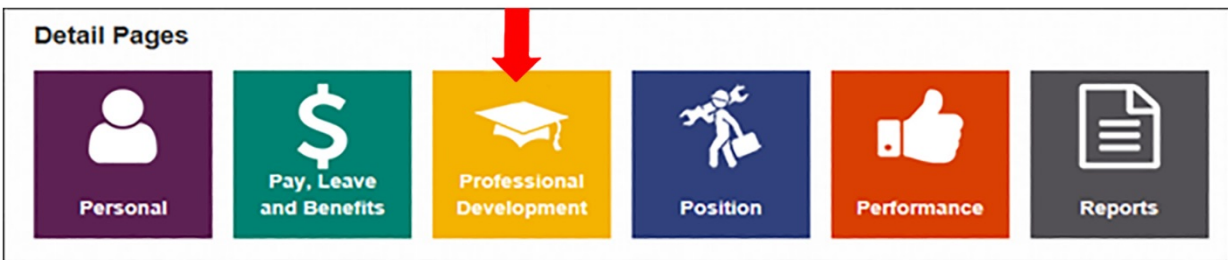 Detail Pages
Personal
Pay, Leave
and Benefits
Professional
Development
Position
Performance
Reports